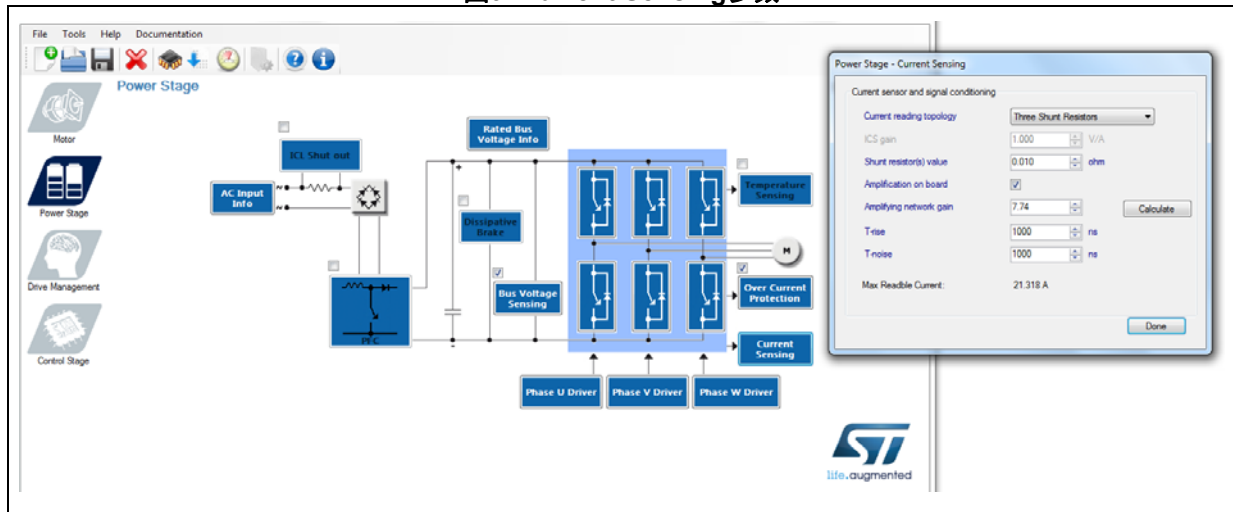 File Tools Help Documentation
Power Stage
Motor
Power Stage
Drive Management
Control Stage
ICL Shut out
Rated Bus
Voltage Info
AC Input
Info
Dissipative
Brake
Bus Voltage
Sensing
PFC
Temperature
Sensing
M
Over Current
Protection
Current
Sensing
Phase U Driver
Phase V Driver
Phase W Driver
ST
life.augmented
Power Stage - Current Sensing
Current sensor and signal conditioning
Current reading topology Three Shunt Resistors
ICS gain 1.000 V/A
Shunt resistor(s) value 0.010 ohm
Amplification on board
Amplifying network gain 7.74 Calculate
T-rise 1000 ns
T-noise 1000 ns
Max Readble Current: 21.318 A
Done